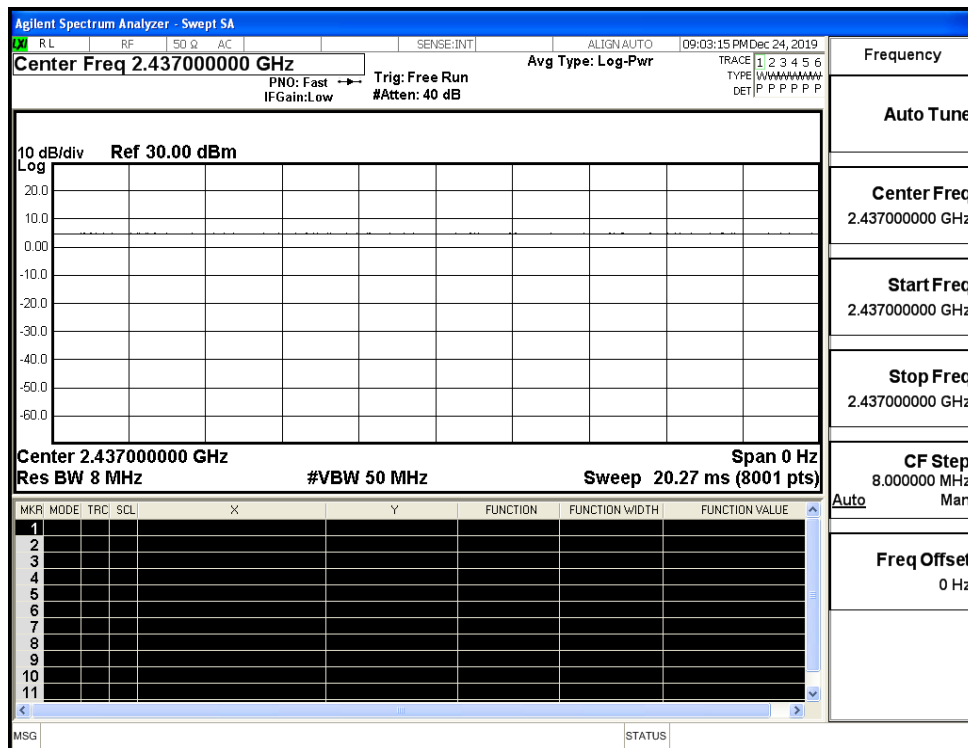 Agilent Spectrum Analyzer - Swept SA
LXI RL RF 50 Ω AC SENSE:INT ALIGN AUTO 09:03:15 PM Dec 24, 2019
Center Freq 2.437000000 GHz
Avg Type: Log-Pwr
TRACE 1 2 3 4 5 6
PNO: Fast
Trig: Free Run
TYPE WWWWWW
IFGain:Low
#Atten: 40 dB
DET P P P P P P
10 dB/div Ref 30.00 dBm
Log
20.0
10.0
0.00
-10.0
-20.0
-30.0
-40.0
-50.0
-60.0
Center 2.437000000 GHz Span 0 Hz
Res BW 8 MHz #VBW 50 MHz Sweep 20.27 ms (8001 pts)
MKR MODE TRC SCL X Y FUNCTION FUNCTION WIDTH FUNCTION VALUE
1
2
3
4
5
6
7
8
9
10
11
MSG STATUS
Frequency
Auto Tune
Center Freq
2.437000000 GHz
Start Freq
2.437000000 GHz
Stop Freq
2.437000000 GHz
CF Step
8.000000 MHz
Auto Man
Freq Offset
0 Hz